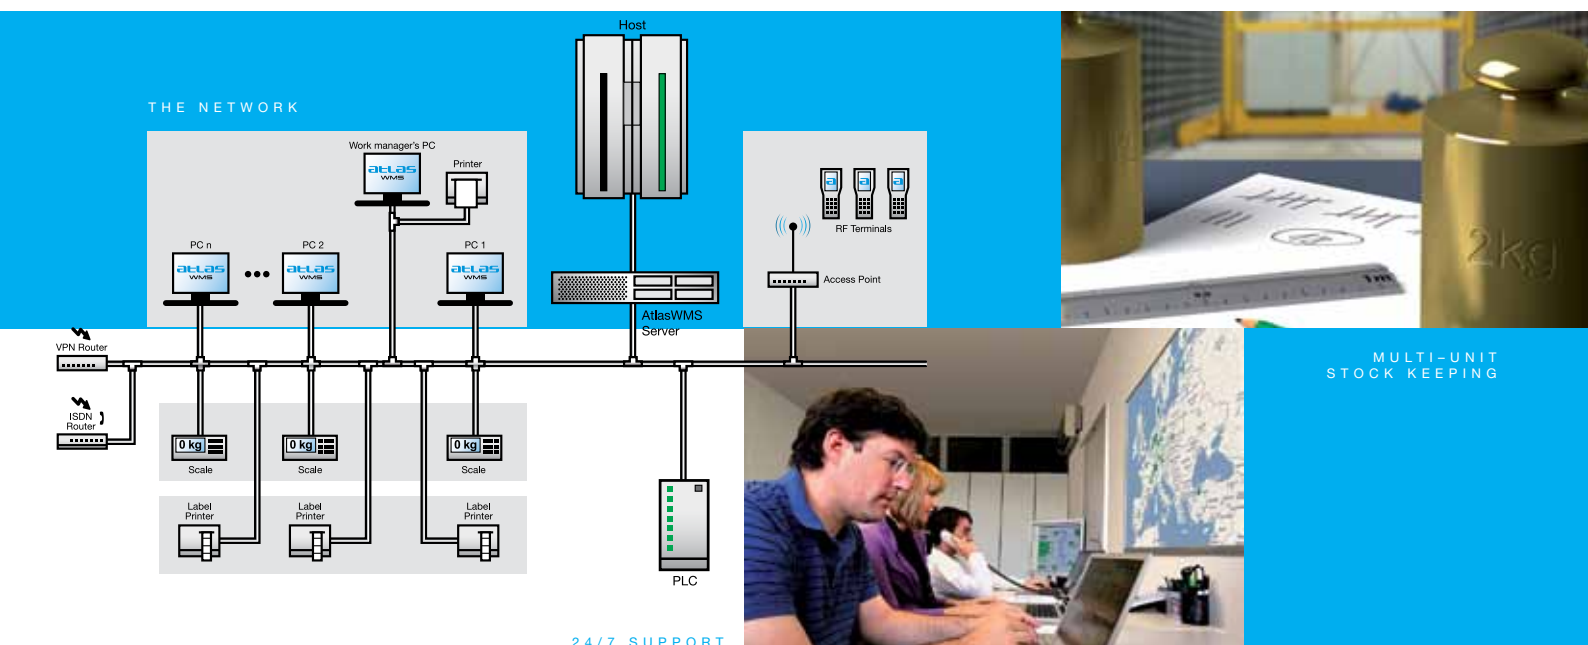 Host
THE NETWORK
Work manager's PC
atlas
WMS
Printer
PC n
atlas
WMS
PC 2
atlas
WMS
PC 1
atlas
WMS
a
a
a
RF Terminals
Access Point
AtlasWMS
Server
VPN Router
ISDN
Router
0 kg
Scale
0 kg
Scale
0 kg
Scale
Label
Printer
Label
Printer
Label
Printer
PLC
24/7 SUPPORT
2kg
1m
MULTI-UNIT
STOCK KEEPING